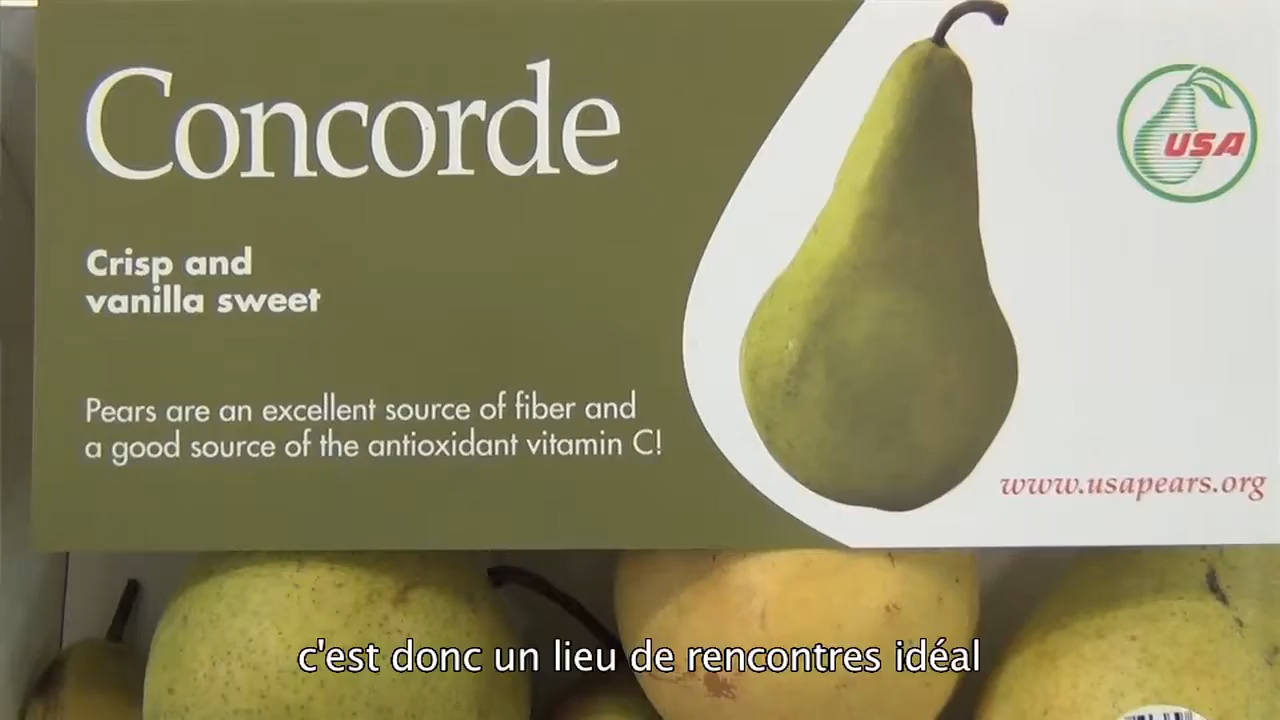 Concorde
USA
Crisp and
vanilla sweet
Pears are an excellent source of fiber and
a good source of the antioxidant vitamin C!
www.usapears.org
c'est donc un lieu de rencontres idéal